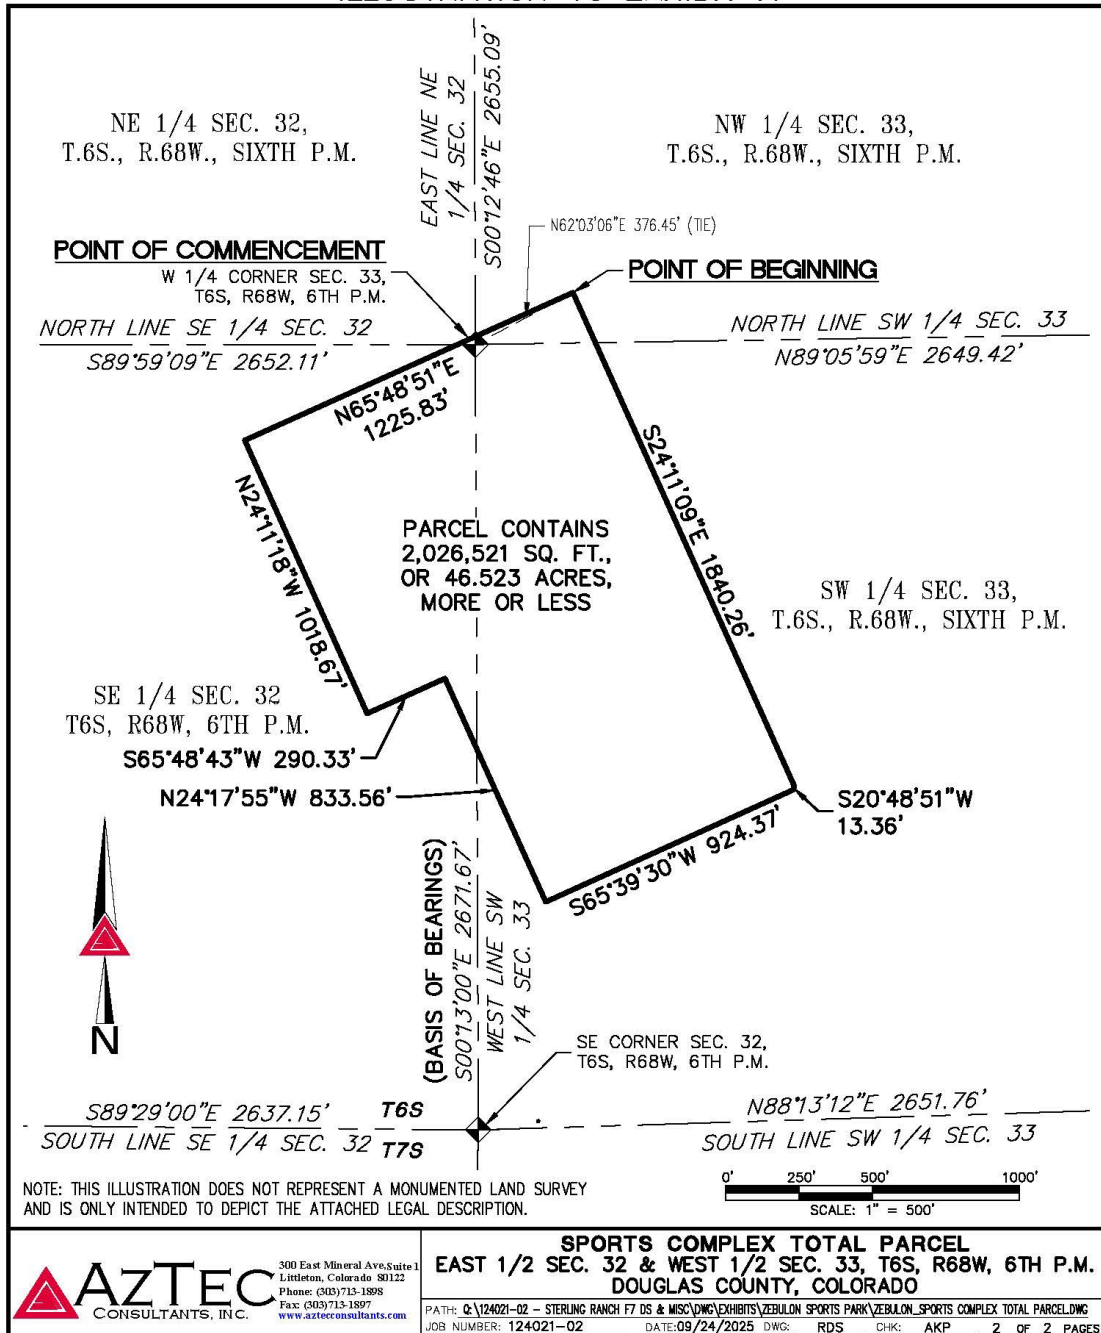 NE 1/4 SEC. 32,
T.6S., R.68W., SIXTH P.M.
EAST LINE NE
1/4 SEC. 32
S00°12'46"E 2655.09'
NW 1/4 SEC. 33,
T.6S., R.68W., SIXTH P.M.
N62°03'06"E 376.45' (TIE)
POINT OF COMMENCEMENT
W 1/4 CORNER SEC. 33,
T6S, R68W, 6TH P.M.
POINT OF BEGINNING
NORTH LINE SE 1/4 SEC. 32
S89°59'09"E 2652.11'
NORTH LINE SW 1/4 SEC. 33
N89°05'59"E 2649.42'
N65°48'51"E
1225.83'
S24°11'09"E 1840.26'
N24°11'18"W 1018.67'
PARCEL CONTAINS
2,026,521 SQ. FT.,
OR 46.523 ACRES,
MORE OR LESS
SW 1/4 SEC. 33,
T.6S., R.68W., SIXTH P.M.
SE 1/4 SEC. 32
T6S, R68W, 6TH P.M.
S65°48'43"W 290.33'
N24°17'55"W 833.56'
S20°48'51"W
13.36'
S65°39'30"W 924.37'
(BASIS OF BEARINGS)
S00°13'00"E 2671.67'
WEST LINE SW
1/4 SEC. 33
N
SE CORNER SEC. 32,
T6S, R68W, 6TH P.M.
S89°29'00"E 2637.15'
T6S
SOUTH LINE SE 1/4 SEC. 32
T7S
N88°13'12"E 2651.76'
SOUTH LINE SW 1/4 SEC. 33
NOTE: THIS ILLUSTRATION DOES NOT REPRESENT A MONUMENTED LAND SURVEY
AND IS ONLY INTENDED TO DEPICT THE ATTACHED LEGAL DESCRIPTION.
0' 250' 500' 1000'
SCALE: 1" = 500'
AZTEC
CONSULTANTS, INC.
300 East Mineral Ave, Suite 1
Littleton, Colorado 80122
Phone: (303)713-1898
Fax: (303)713-1897
www.aztecconsultants.com
SPORTS COMPLEX TOTAL PARCEL
EAST 1/2 SEC. 32 & WEST 1/2 SEC. 33, T6S, R68W, 6TH P.M.
DOUGLAS COUNTY, COLORADO
PATH: Q:\124021-02 - STERLING RANCH F7 DS & MISC\DWG\EXHIBITS\ZEBULON SPORTS PARK\ZEBULON_SPORTS COMPLEX TOTAL PARCEL.DWG
JOB NUMBER: 124021-02 DATE: 09/24/2025 DWG: RDS CHK: AKP 2 OF 2 PAGES